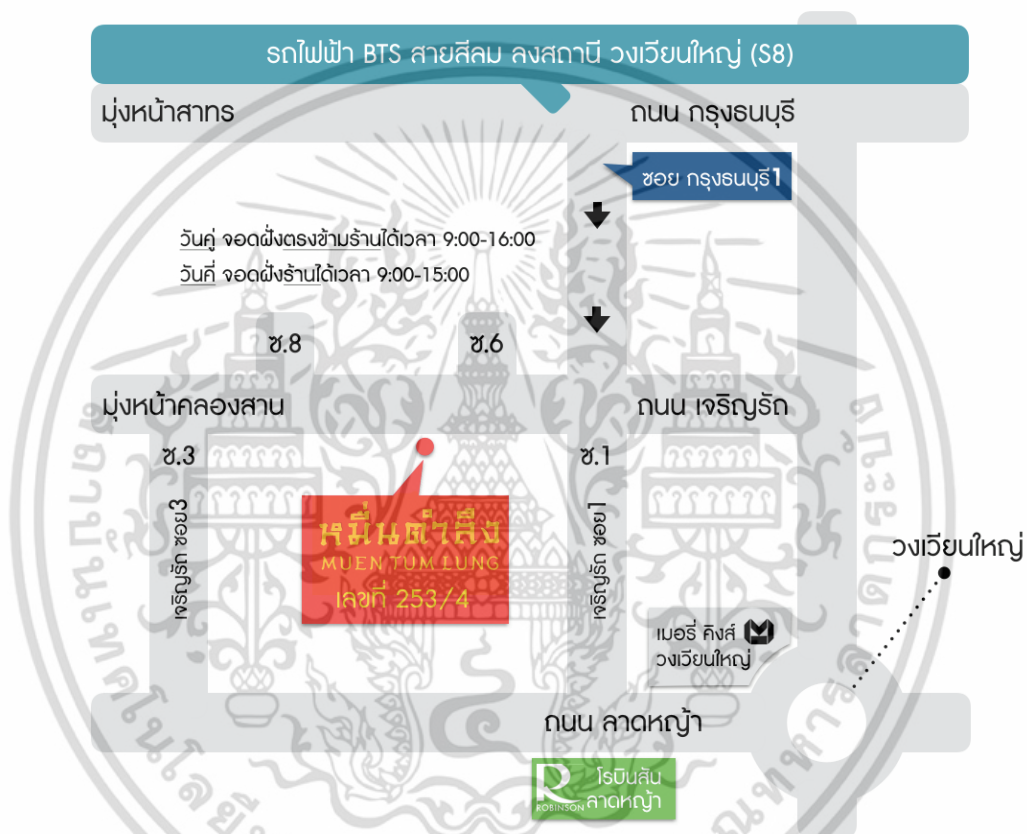 รถไฟฟ้า BTS สายสีลม ลงสถานี วงเวียนใหญ่ (S8)
มุ่งหน้าสาทร
ถนน กรุงธนบุรี
ซอย กรุงธนบุรี1
วันคู่ จอดฝั่งตรงข้ามร้านได้เวลา 9:00-16:00
วันคี่ จอดฝั่งร้านได้เวลา 9:00-15:00
ซ.8
ซ.6
มุ่งหน้าคลองสาน
ถนน เจริญรัถ
ซ.3
ซ.1
เจริญรัถ ซอย3
หมื่นตำลึง
MUEN TUM LUNG
เลขที่ 253/4
เจริญรัถ ซอย1
วงเวียนใหญ่
เมอรี่ คิงส์
วงเวียนใหญ่
ถนน ลาดหญ้า
R
ROBINSON
โรบินสัน
ลาดหญ้า